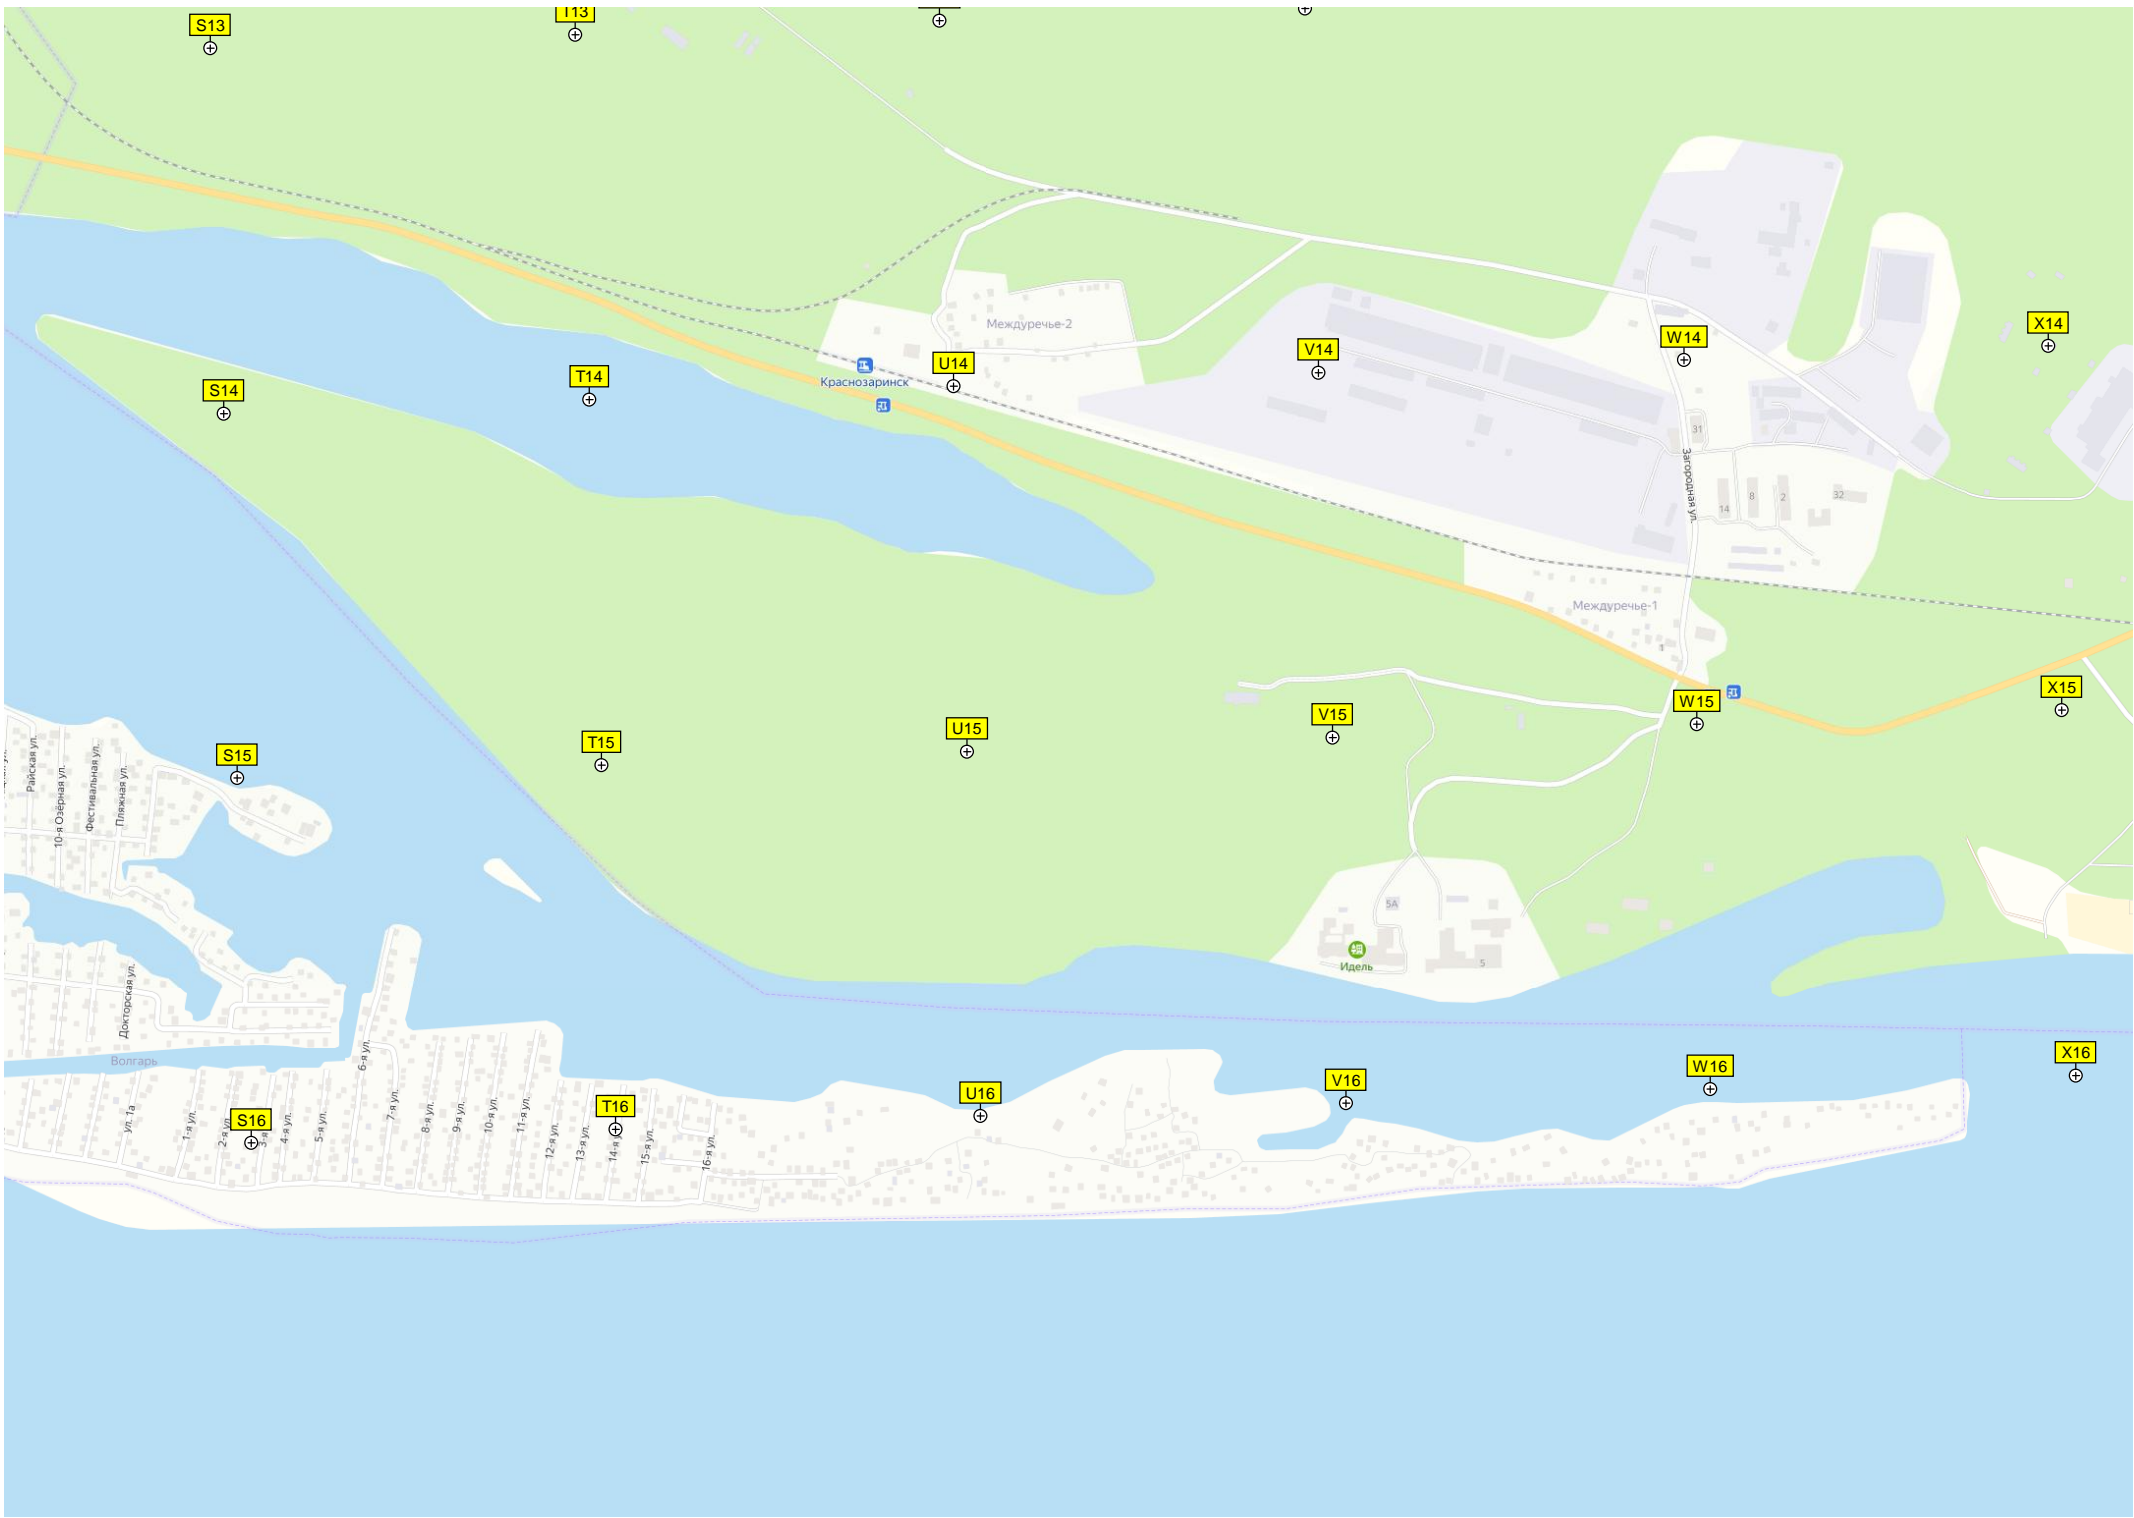 S13
T13
Междуречье-2
X14
W14
V14
U14
Краснозаринск
T14
S14
31
Загородная ул.
8
2
32
14
Междуречье-1
1
X15
W15
V15
U15
T15
S15
Райская ул.
10-я Озёрная ул.
Фестивальная ул.
Пляжная ул.
5А
Идель
5
Докторская ул.
Волгарь
6-я ул.
X16
W16
V16
U16
T16
S16
ул. 1а
1-я ул.
2-я ул.
3-я
4-я ул.
5-я ул.
7-я ул.
8-я ул.
9-я ул.
10-я ул.
11-я ул.
12-я ул.
13-я ул.
14-я у
15-я ул.
16-я ул.